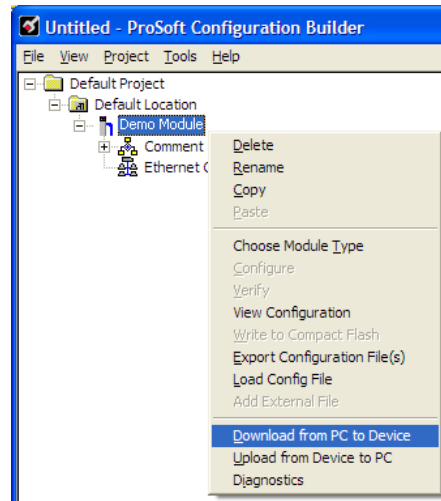 Untitled - ProSoft Configuration Builder
File View Project Tools Help
Default Project
Default Location
Demo Module
Comment
Ethernet
Delete
Rename
Copy
Paste
Choose Module Type
Configure
Verify
View Configuration
Write to Compact Flash
Export Configuration File(s)
Load Config File
Add External File
Download from PC to Device
Upload from Device to PC
Diagnostics